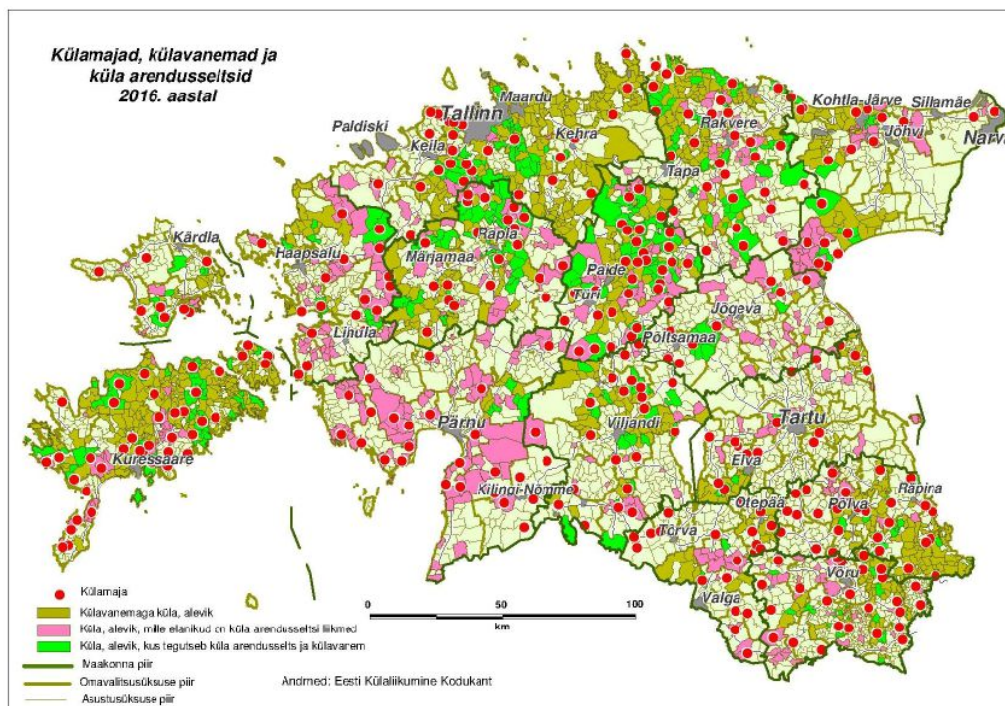 Külamajad, külavanemad ja
küla arendusseltsid
2016. aastal
Tallinn
Maardu
Paldiski
Keila
Kehra
Rakvere
Tapa
Kohtla-Järve
Sillamäe
Jõhvi
Narv
Kärdla
Haapsalu
Rapla
Märjamaa
Paide
Türi
Jõgeva
Põltsamaa
Lihula
Pärnu
Viljandi
Tartu
Elva
Kuressaare
Kilingi-Nõmme
Otepää
Põlva
Räpina
Tõrva
Valga
Võru
Külamaja
Külavanemaga küla, alevik
Küla, alevik, mille elanikud on küla arendusseltsi liikmed
Küla, alevik, kus tegutseb küla arendusselts ja külavanem
Maakonna piir
Omavalitsusüksuse piir
Asustusüksuse piir
0 50 100
km
Andmed: Eesti Külaliikumine Kodukant